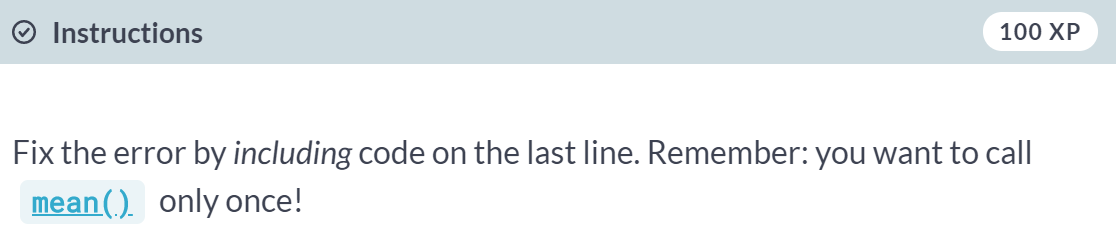 Instructions
100 XP
Fix the error by including code on the last line. Remember: you want to call
mean() only once!